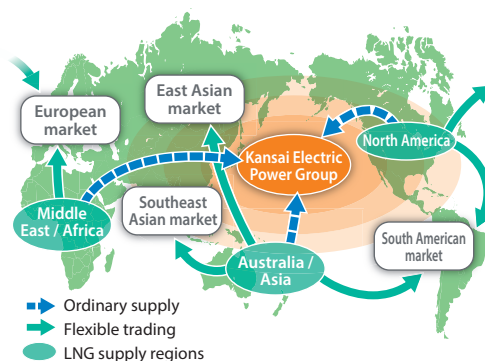 East Asian
market
European
market
Kansai Electric
Power Group
North America
Middle
East / Africa
Southeast
Asian market
South American
market
Australia /
Asia
Ordinary supply
Flexible trading
LNG supply regions